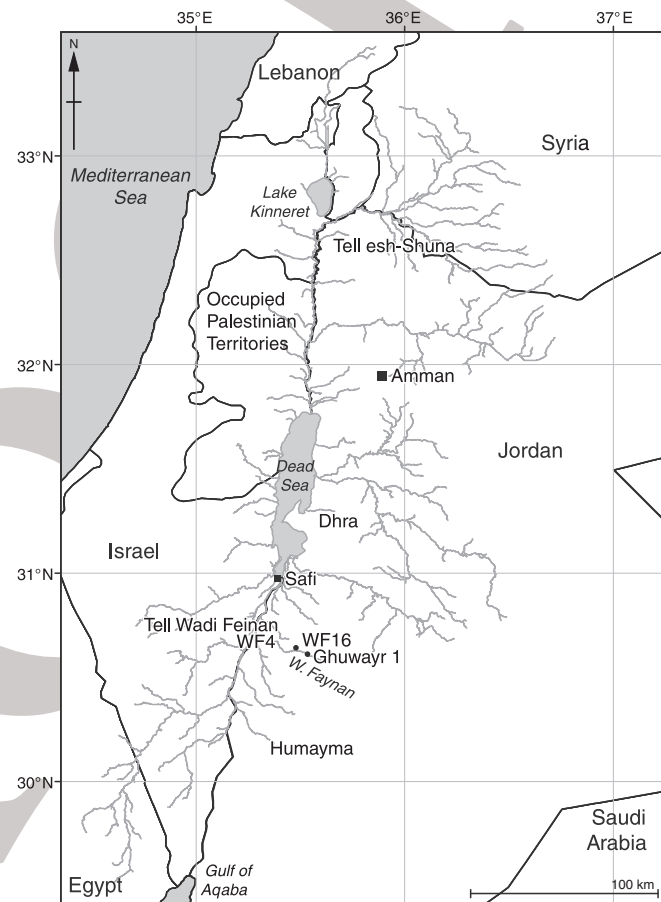 35°E
36°E
37°E
N
Lebanon
Syria
33°N
Mediterranean
Sea
Lake
Kinneret
Tell esh-Shuna
Occupied
Palestinian
Territories
32°N
Amman
Jordan
Dead
Sea
Dhra
Israel
31°N
Safi
Tell Wadi Feinan
WF4
WF16
Ghuwayr 1
W. Faynan
Humayma
30°N
Saudi
Arabia
Gulf of
Aqaba
Egypt
100 km